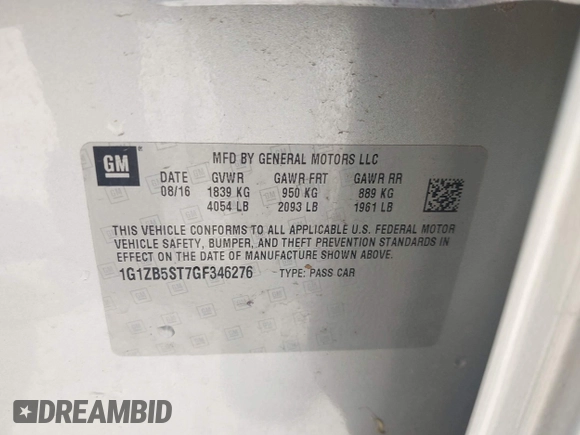 GM
MFD BY GENERAL MOTORS LLC
DATE GVWR GAWR FRT GAWR RR
08/16 1839 KG 950 KG 889 KG
4054 LB 2093 LB 1961 LB
THIS VEHICLE CONFORMS TO ALL APPLICABLE U.S. FEDERAL MOTOR
VEHICLE SAFETY, BUMPER, AND THEFT PREVENTION STANDARDS IN
EFFECT ON THE DATE OF MANUFACTURE SHOWN ABOVE.
1G1ZB5ST7GF346276 TYPE: PASS CAR
DREAMBID